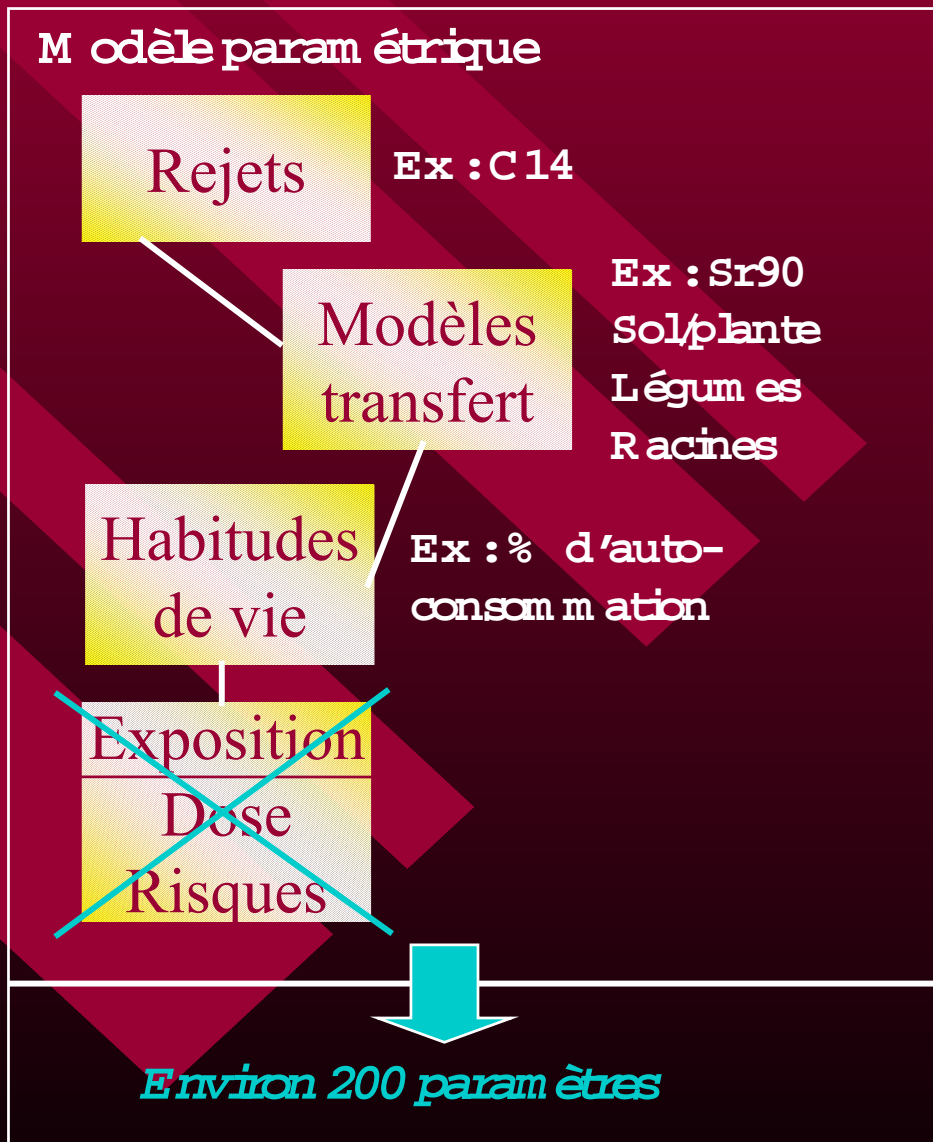 Modèle paramétrique
Rejets
Ex : C14
Modèles
transfert
Ex : Sr90
Sol/plante
Légumes
Racines
Habitudes
de vie
Ex : % d'auto-
consommation
Exposition
Dose
Risques
Environ 200 paramètres